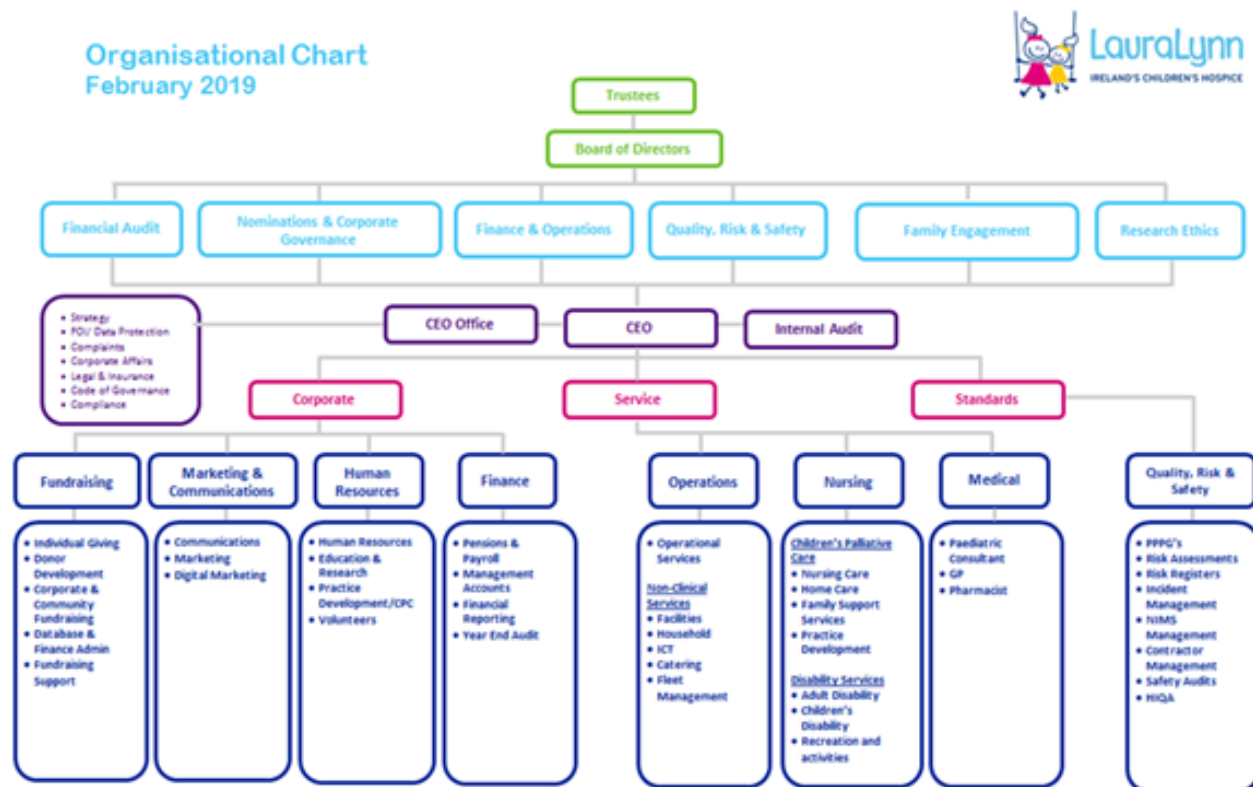 Organisational Chart
February 2019
LauraLynn
IRELAND'S CHILDREN'S HOSPICE
Trustees
Board of Directors
Financial Audit
Nominations & Corporate
Governance
Finance & Operations
Quality, Risk & Safety
Family Engagement
Research Ethics
• Strategy
• FOI/ Data Protection
• Complaints
• Corporate Affairs
• Legal & Insurance
• Code of Governance
• Compliance
CEO Office
CEO
Internal Audit
Corporate
Service
Standards
Fundraising
Marketing &
Communications
Human
Resources
Finance
Operations
Nursing
Medical
Quality, Risk &
Safety
• Individual Giving
• Donor
Development
• Corporate &
Community
Fundraising
• Database &
Finance Admin
• Fundraising
Support
• Communications
• Marketing
• Digital Marketing
• Human Resources
• Education &
Research
• Practice
Development/CPC
• Volunteers
• Pensions &
Payroll
• Management
Accounts
• Financial
Reporting
• Year End Audit
• Operational
Services
Non-Clinical
Services
• Facilities
• Household
• ICT
• Catering
• Fleet
Management
Children's Palliative
Care
• Nursing Care
• Home Care
• Family Support
Services
• Practice
Development
Disability Services
• Adult Disability
• Children's
Disability
• Recreation and
activities
• Paediatric
Consultant
• GP
• Pharmacist
• PPPG's
• Risk Assessments
• Risk Registers
• Incident
Management
• NIMS
Management
• Contractor
Management
• Safety Audits
• HIQA